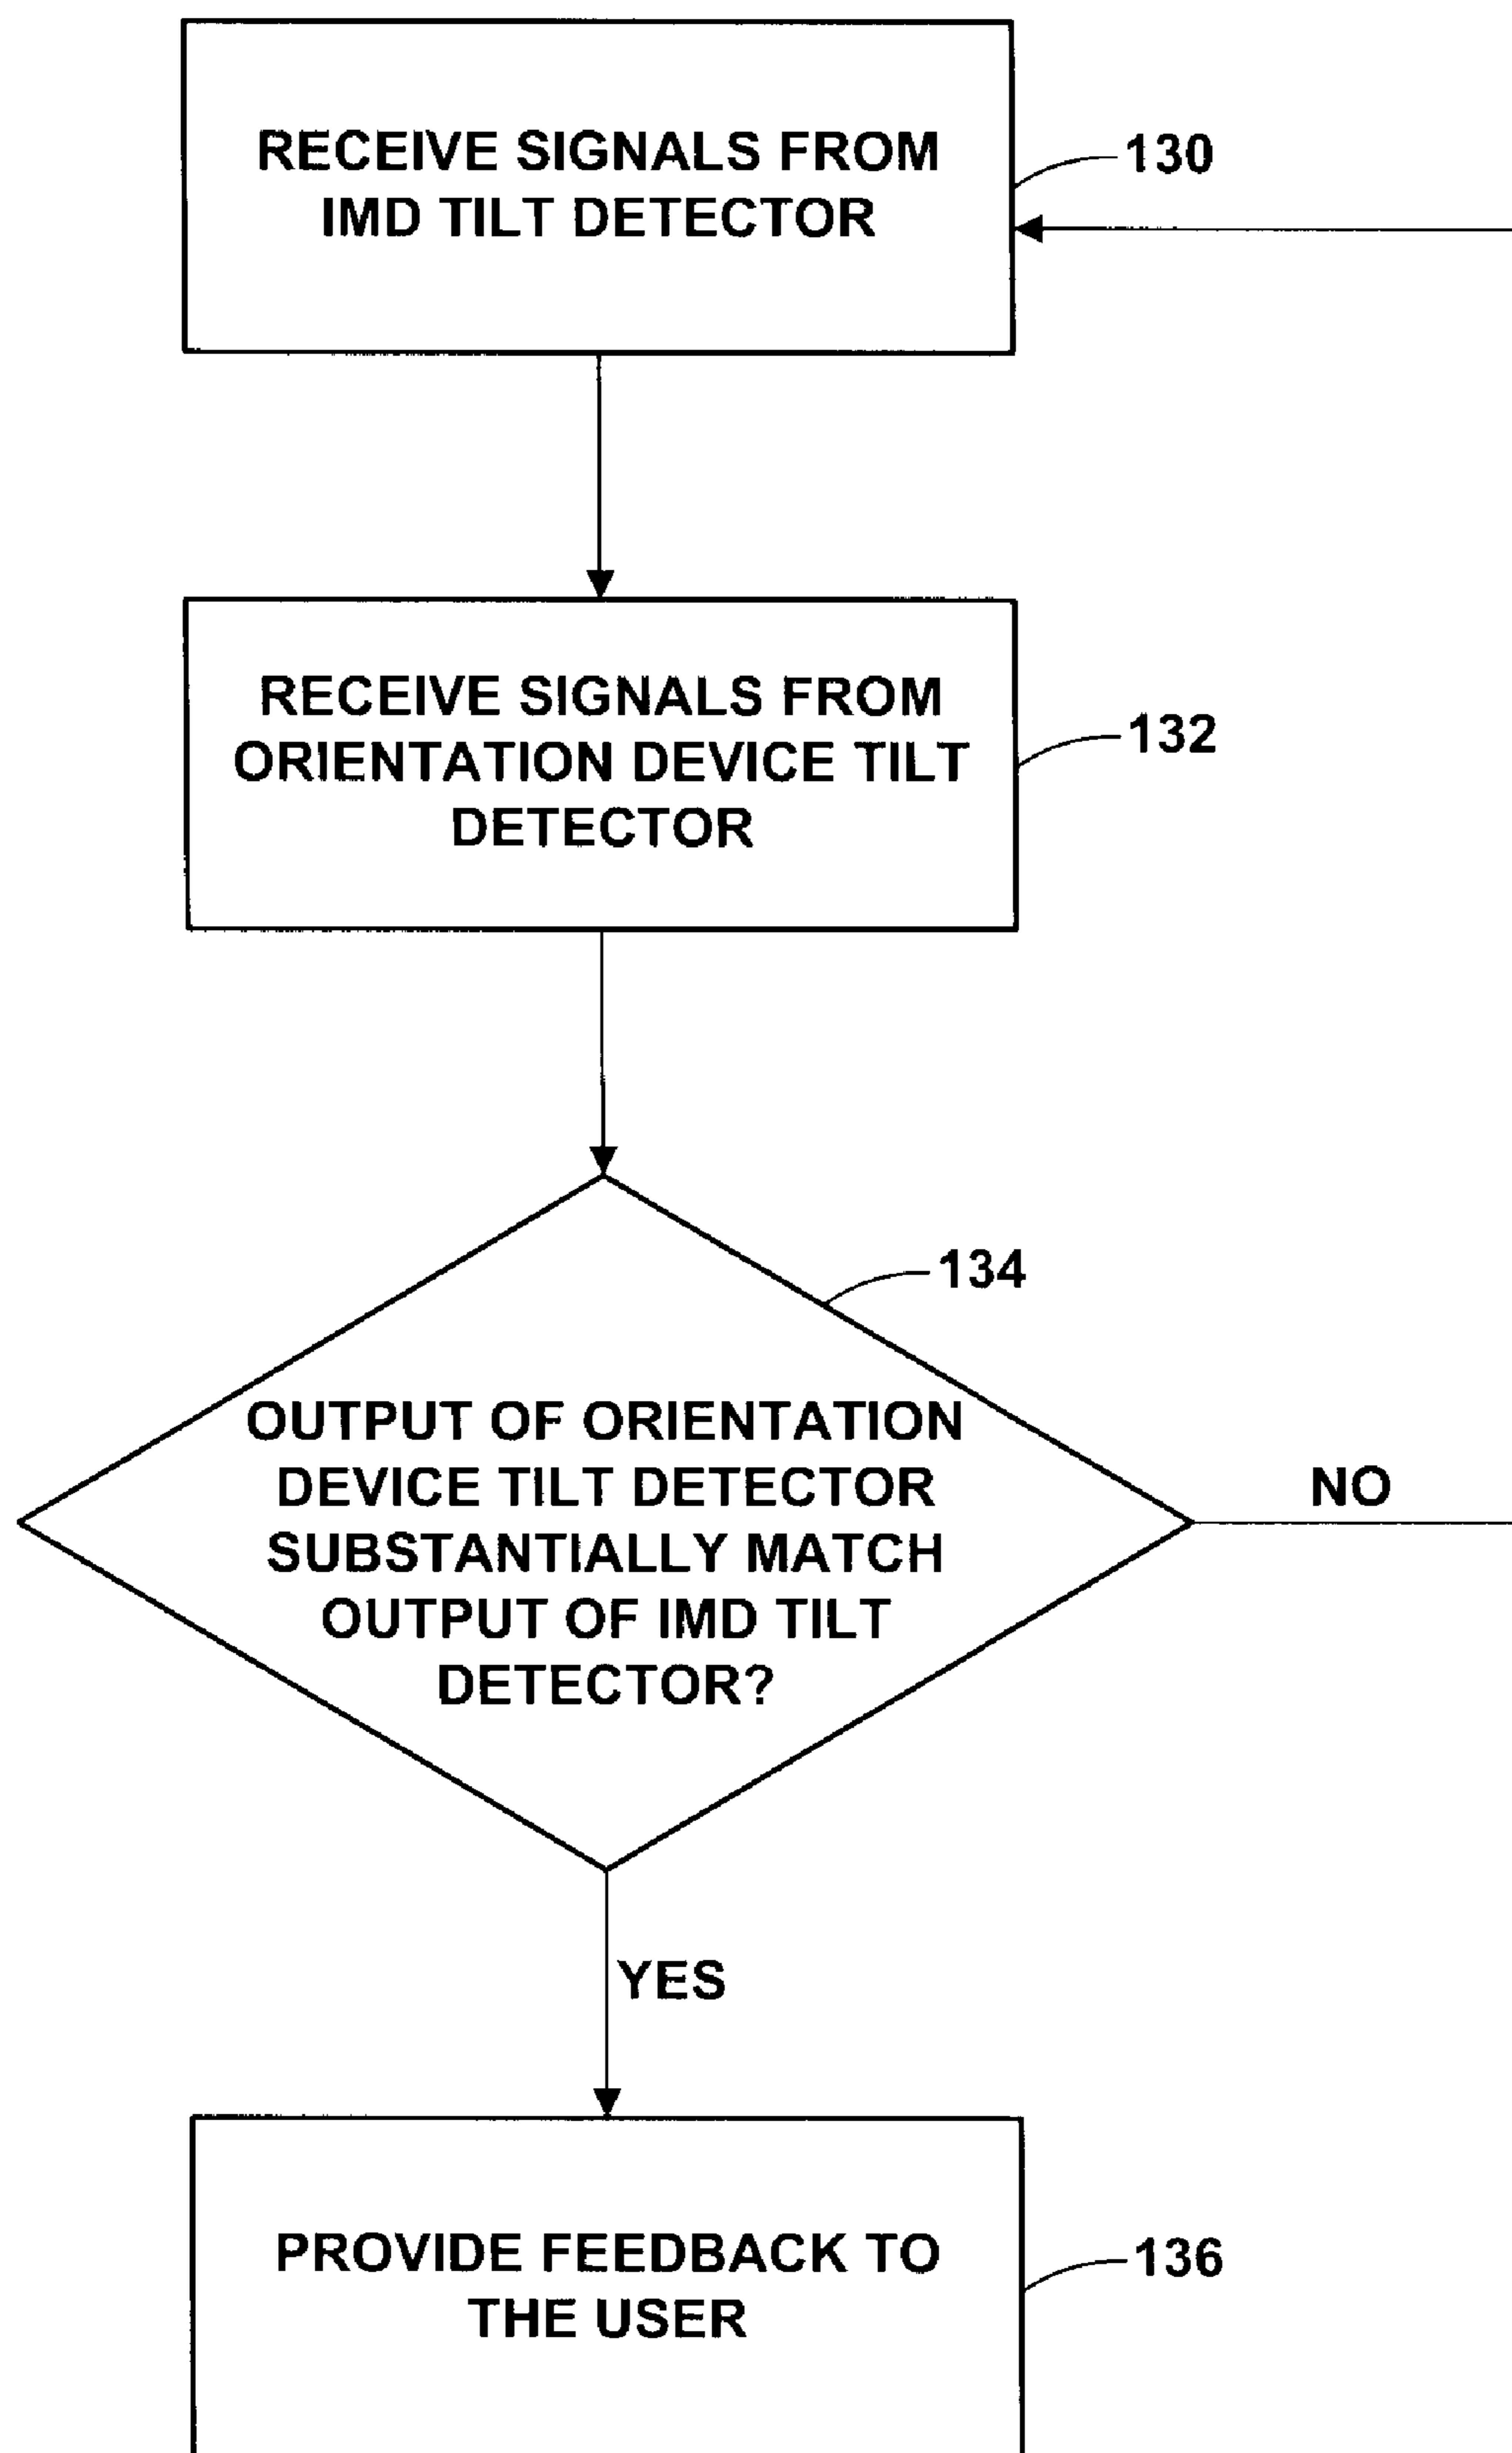 RECEIVE SIGNALS FROM
IMD TILT DETECTOR
130
RECEIVE SIGNALS FROM
ORIENTATION DEVICE TILT
DETECTOR
132
134
OUTPUT OF ORIENTATION
DEVICE TILT DETECTOR
SUBSTANTIALLY MATCH
OUTPUT OF IMD TILT
DETECTOR?
NO
YES
PROVIDE FEEDBACK TO
THE USER
136